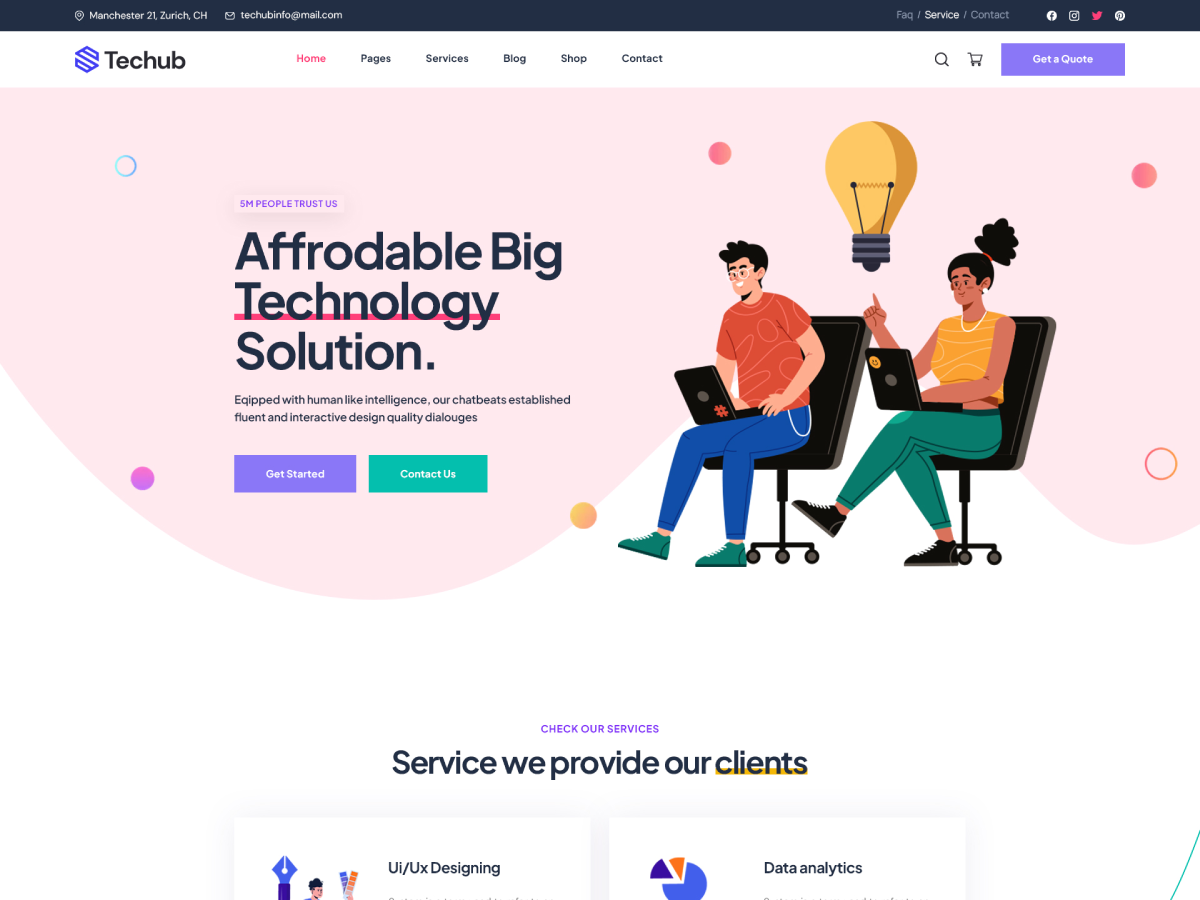 Manchester 21, Zurich, CH
techubinfo@mail.com
Faq / Service / Contact
Techub
Home
Pages
Services
Blog
Shop
Contact
Get a Quote
5M PEOPLE TRUST US
Affrodable Big
Technology
Solution.
Eqipped with human like intelligence, our chatbeats established
fluent and interactive design quality dialouges
Get Started
Contact Us
CHECK OUR SERVICES
Service we provide our clients
Ui/Ux Designing
Data analytics